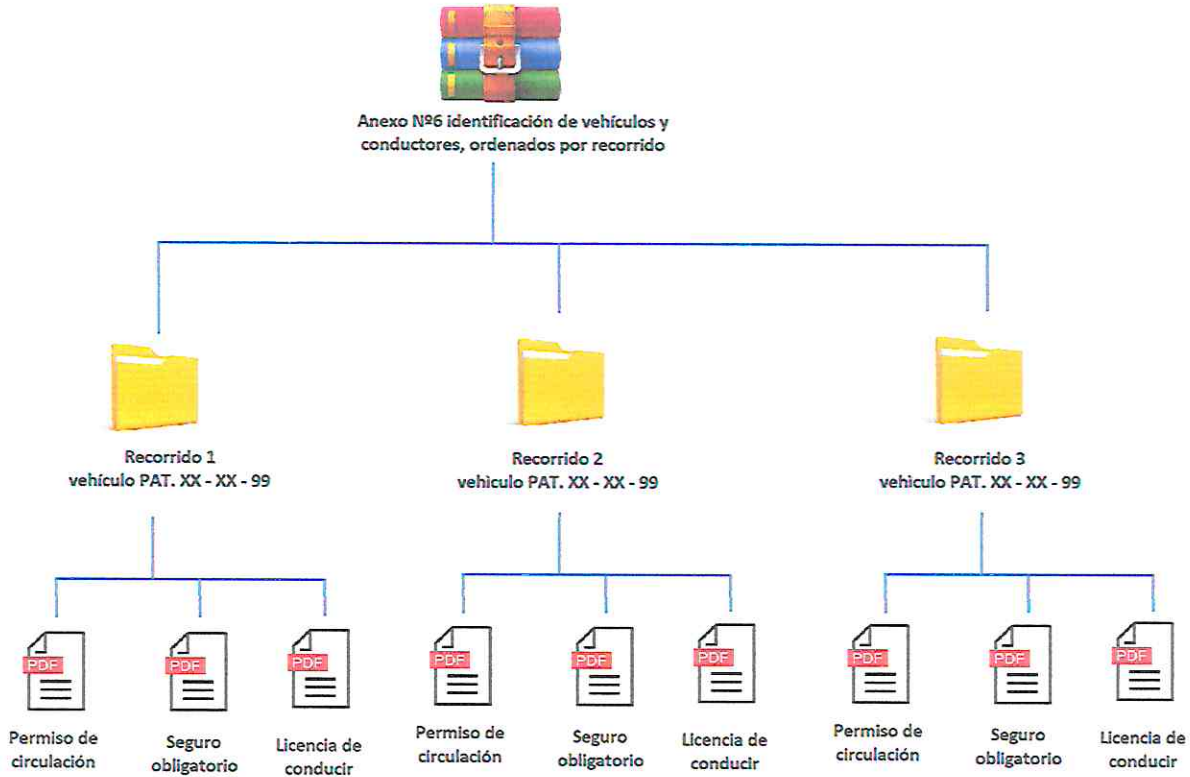 Anexo Nº6 identificación de vehículos y
conductores, ordenados por recorrido
Recorrido 1
vehículo PAT. XX - XX - 99
Recorrido 2
vehículo PAT. XX - XX - 99
Recorrido 3
vehículo PAT. XX - XX - 99
PDF
PDF
PDF
PDF
PDF
PDF
PDF
PDF
PDF
Permiso de
circulación
Seguro
obligatorio
Licencia de
conducir
Permiso de
circulación
Seguro
obligatorio
Licencia de
conducir
Permiso de
circulación
Seguro
obligatorio
Licencia de
conducir